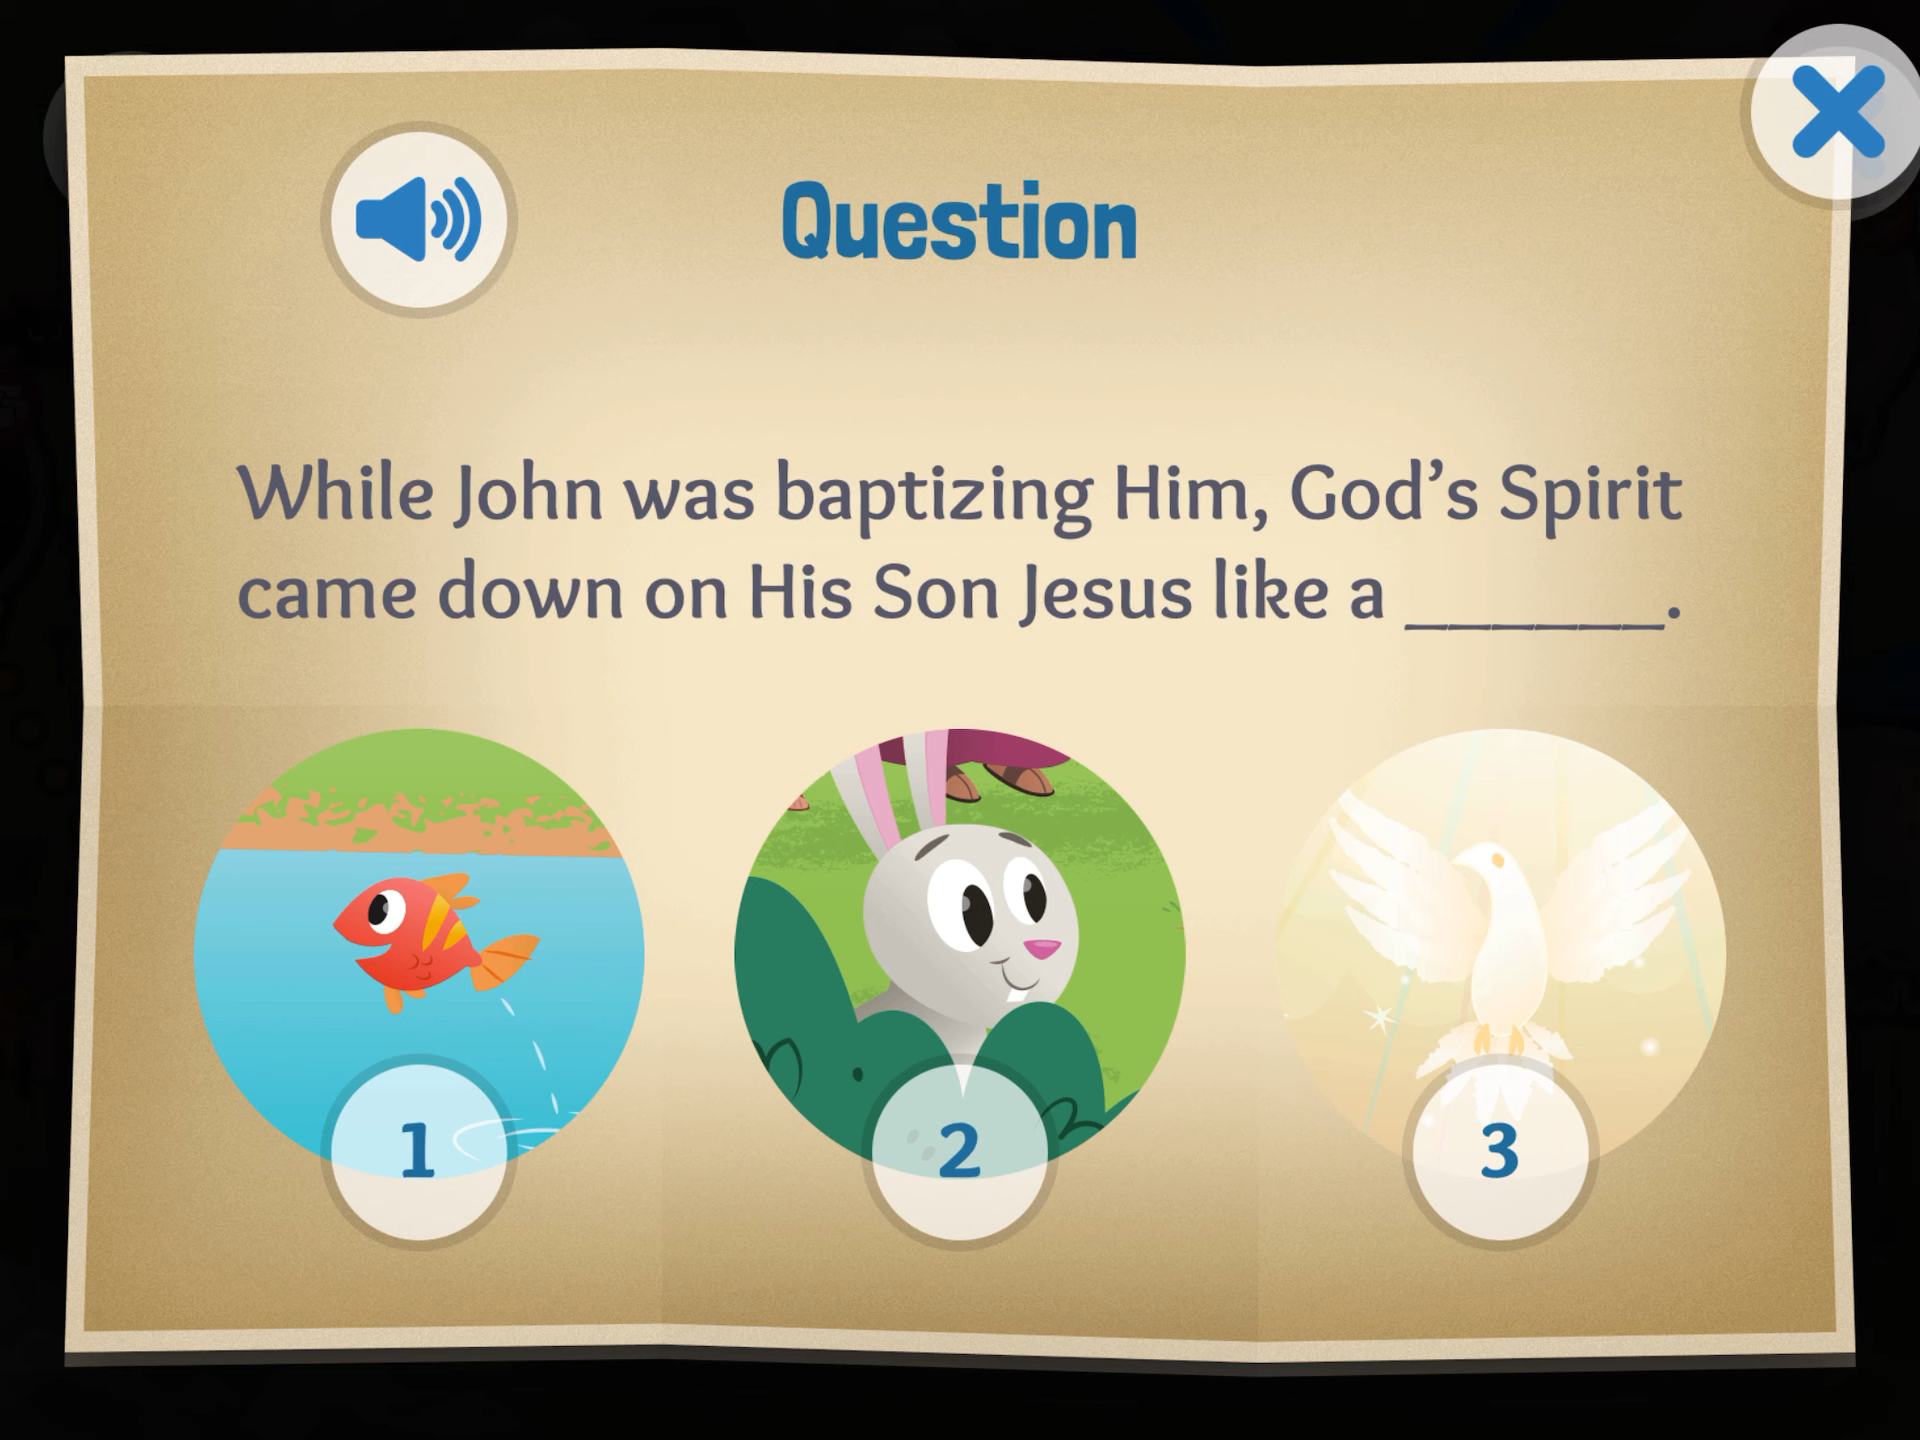 Question
While John was baptizing Him, God’s Spirit
came down on His Son Jesus like a ______.
1
2
3